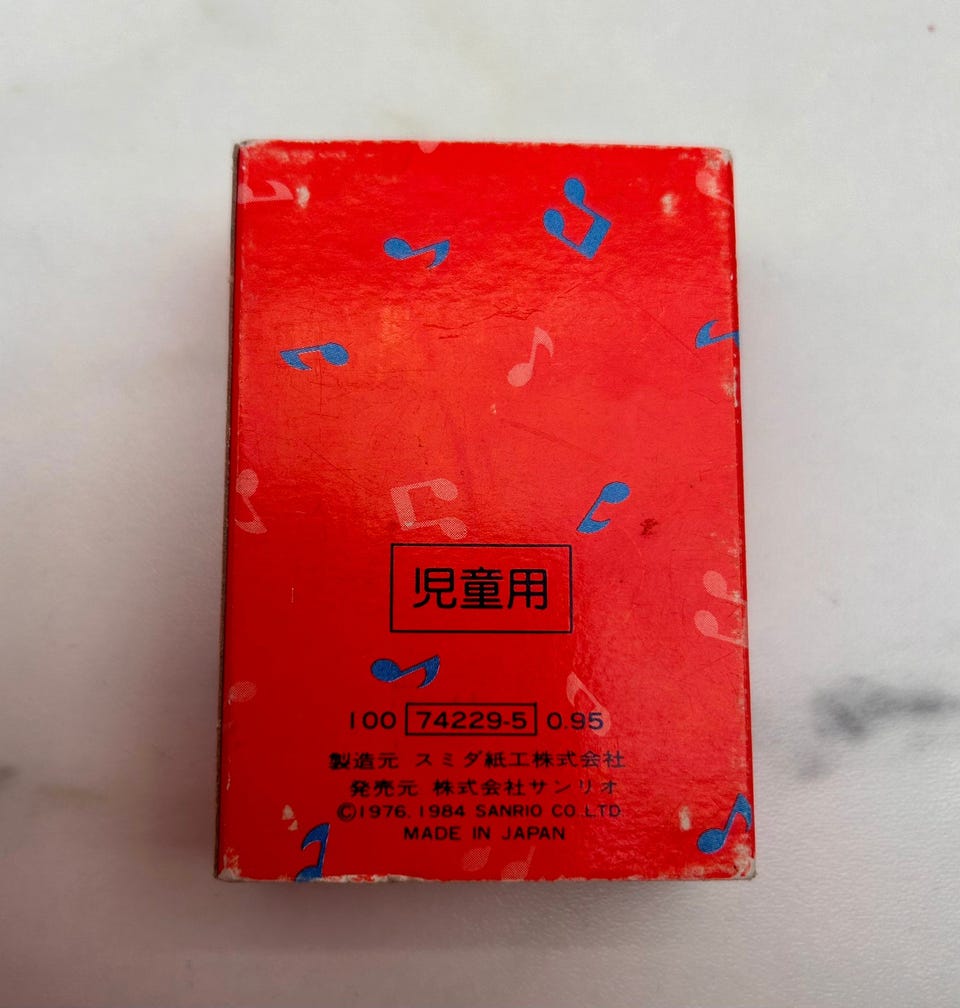 児童用
100 74229-5 0.95
製造元 スミダ紙工株式会社
発売元 株式会社サンリオ
©1976, 1984 SANRIO CO.,LTD
MADE IN JAPAN